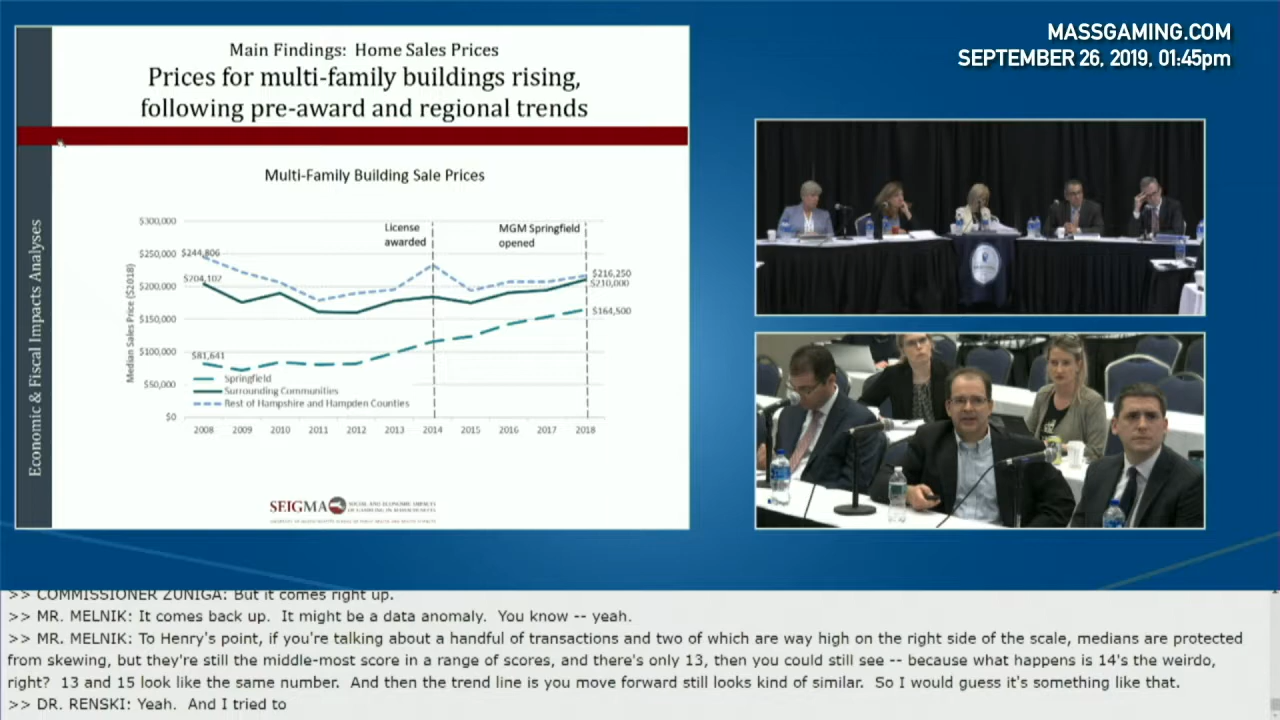 MASSGAMING.COM
SEPTEMBER 26, 2019, 01:45pm
Main Findings: Home Sales Prices
Prices for multi-family buildings rising,
following pre-award and regional trends
Economic & Fiscal Impacts Analyses
Multi-Family Building Sale Prices
Median Sales Price ($2018)
$300,000
$250,000
$200,000
$150,000
$100,000
$50,000
$0
License
awarded
MGM Springfield
opened
$244,806
$204,102
$81,641
$216,250
$210,000
$164,500
Springfield
Surrounding Communities
Rest of Hampshire and Hampden Counties
2008 2009 2010 2011 2012 2013 2014 2015 2016 2017 2018
SEIGMA SOCIAL AND ECONOMIC IMPACTS
OF GAMBLING IN MASSACHUSETTS
>> COMMISSIONER ZUNIGA: But it comes right up.
>> MR. MELNIK: It comes back up. It might be a data anomaly. You know -- yeah.
>> MR. MELNIK: To Henry's point, if you're talking about a handful of transactions and two of which are way high on the right side of the scale, medians are protected
from skewing, but they're still the middle-most score in a range of scores, and there's only 13, then you could still see -- because what happens is 14's the weirdo,
right? 13 and 15 look like the same number. And then the trend line is you move forward still looks kind of similar. So I would guess it's something like that.
>> DR. RENSKI: Yeah. And I tried to